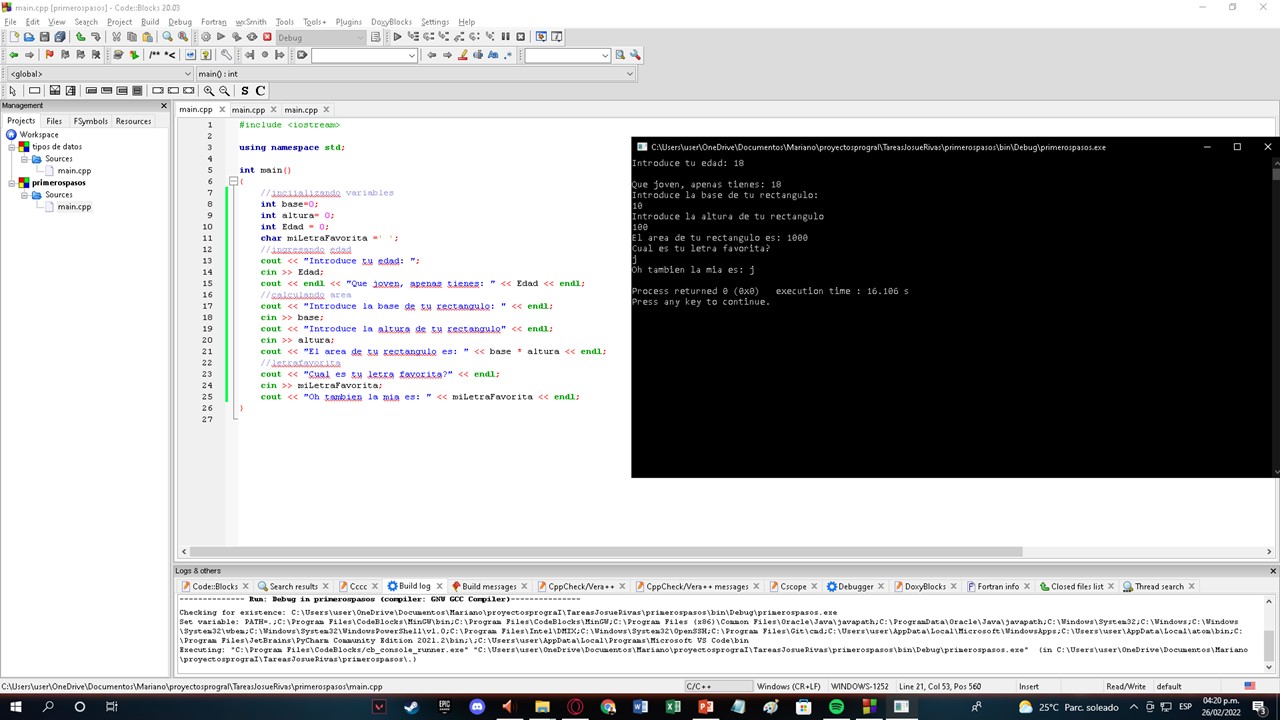 main.cpp [primerospasos] - Code::Blocks 20.03
File Edit View Search Project Build Debug Fortran wxSmith Tools Tools+ Plugins DoxyBlocks Settings Help
Debug
/** *<
<global>
main() : int
S C
Management
Projects Files FSymbols Resources
Workspace
tipos de datos
Sources
main.cpp
primerospasos
Sources
main.cpp
main.cpp main.cpp main.cpp
1 #include <iostream>
2
3 using namespace std;
4
5 int main()
6 {
7 //inciializando variables
8 int base=0;
9 int altura= 0;
10 int Edad = 0;
11 char miLetraFavorita =' ';
12 //ingresando edad
13 cout << "Introduce tu edad: ";
14 cin >> Edad;
15 cout << endl << "Que joven, apenas tienes: " << Edad << endl;
16 //calculando area
17 cout << "Introduce la base de tu rectangulo: " << endl;
18 cin >> base;
19 cout << "Introduce la altura de tu rectangulo" << endl;
20 cin >> altura;
21 cout << "El area de tu rectangulo es: " << base * altura << endl;
22 //letrafavorita
23 cout << "Cual es tu letra favorita?" << endl;
24 cin >> miLetraFavorita;
25 cout << "Oh tambien la mia es: " << miLetraFavorita << endl;
26 }
27
C:\Users\user\OneDrive\Documentos\Mariano\proyectosprograI\TareasJosueRivas\primerospasos\bin\Debug\primerospasos.exe
Introduce tu edad: 18
Que joven, apenas tienes: 18
Introduce la base de tu rectangulo:
10
Introduce la altura de tu rectangulo
100
El area de tu rectangulo es: 1000
Cual es tu letra favorita?
j
Oh tambien la mia es: j
Process returned 0 (0x0) execution time : 16.106 s
Press any key to continue.
Logs & others
Code::Blocks Search results Cccc Build log Build messages CppCheck/Vera++ CppCheck/Vera++ messages Cscope Debugger DoxyBlocks Fortran info Closed files list Thread search
-------------- Run: Debug in primerospasos (compiler: GNU GCC Compiler)---------------
Checking for existence: C:\Users\user\OneDrive\Documentos\Mariano\proyectosprograI\TareasJosueRivas\primerospasos\bin\Debug\primerospasos.exe
Set variable: PATH=.;C:\Program Files\CodeBlocks\MinGW\bin;C:\Program Files\CodeBlocks\MinGW;C:\Program Files (x86)\Common Files\Oracle\Java\javapath;C:\ProgramData\Oracle\Java\javapath;C:\Windows\System32;C:\Windows;C:\Windows
\System32\wbem;C:\Windows\System32\WindowsPowerShell\v1.0;C:\Program Files\Intel\DMIX;C:\Windows\System32\OpenSSH;C:\Program Files\Git\cmd;C:\Users\user\AppData\Local\Microsoft\WindowsApps;C:\Users\user\AppData\Local\atom\bin;C:
\Program Files\JetBrains\PyCharm Community Edition 2021.2\bin;\;C:\Users\user\AppData\Local\Programs\Microsoft VS Code\bin
Executing: "C:\Program Files\CodeBlocks/cb_console_runner.exe" "C:\Users\user\OneDrive\Documentos\Mariano\proyectosprograI\TareasJosueRivas\primerospasos\bin\Debug\primerospasos.exe" (in C:\Users\user\OneDrive\Documentos\Mariano
\proyectosprograI\TareasJosueRivas\primerospasos\.)
C:\Users\user\OneDrive\Documentos\Mariano\proyectosprograI\TareasJosueRivas\primerospasos\main.cpp C/C++ Windows (CR+LF) WINDOWS-1252 Line 21, Col 53, Pos 560 Insert Read/Write default
25°C Parc. soleado ESP 04:20 p.m.
26/02/2022